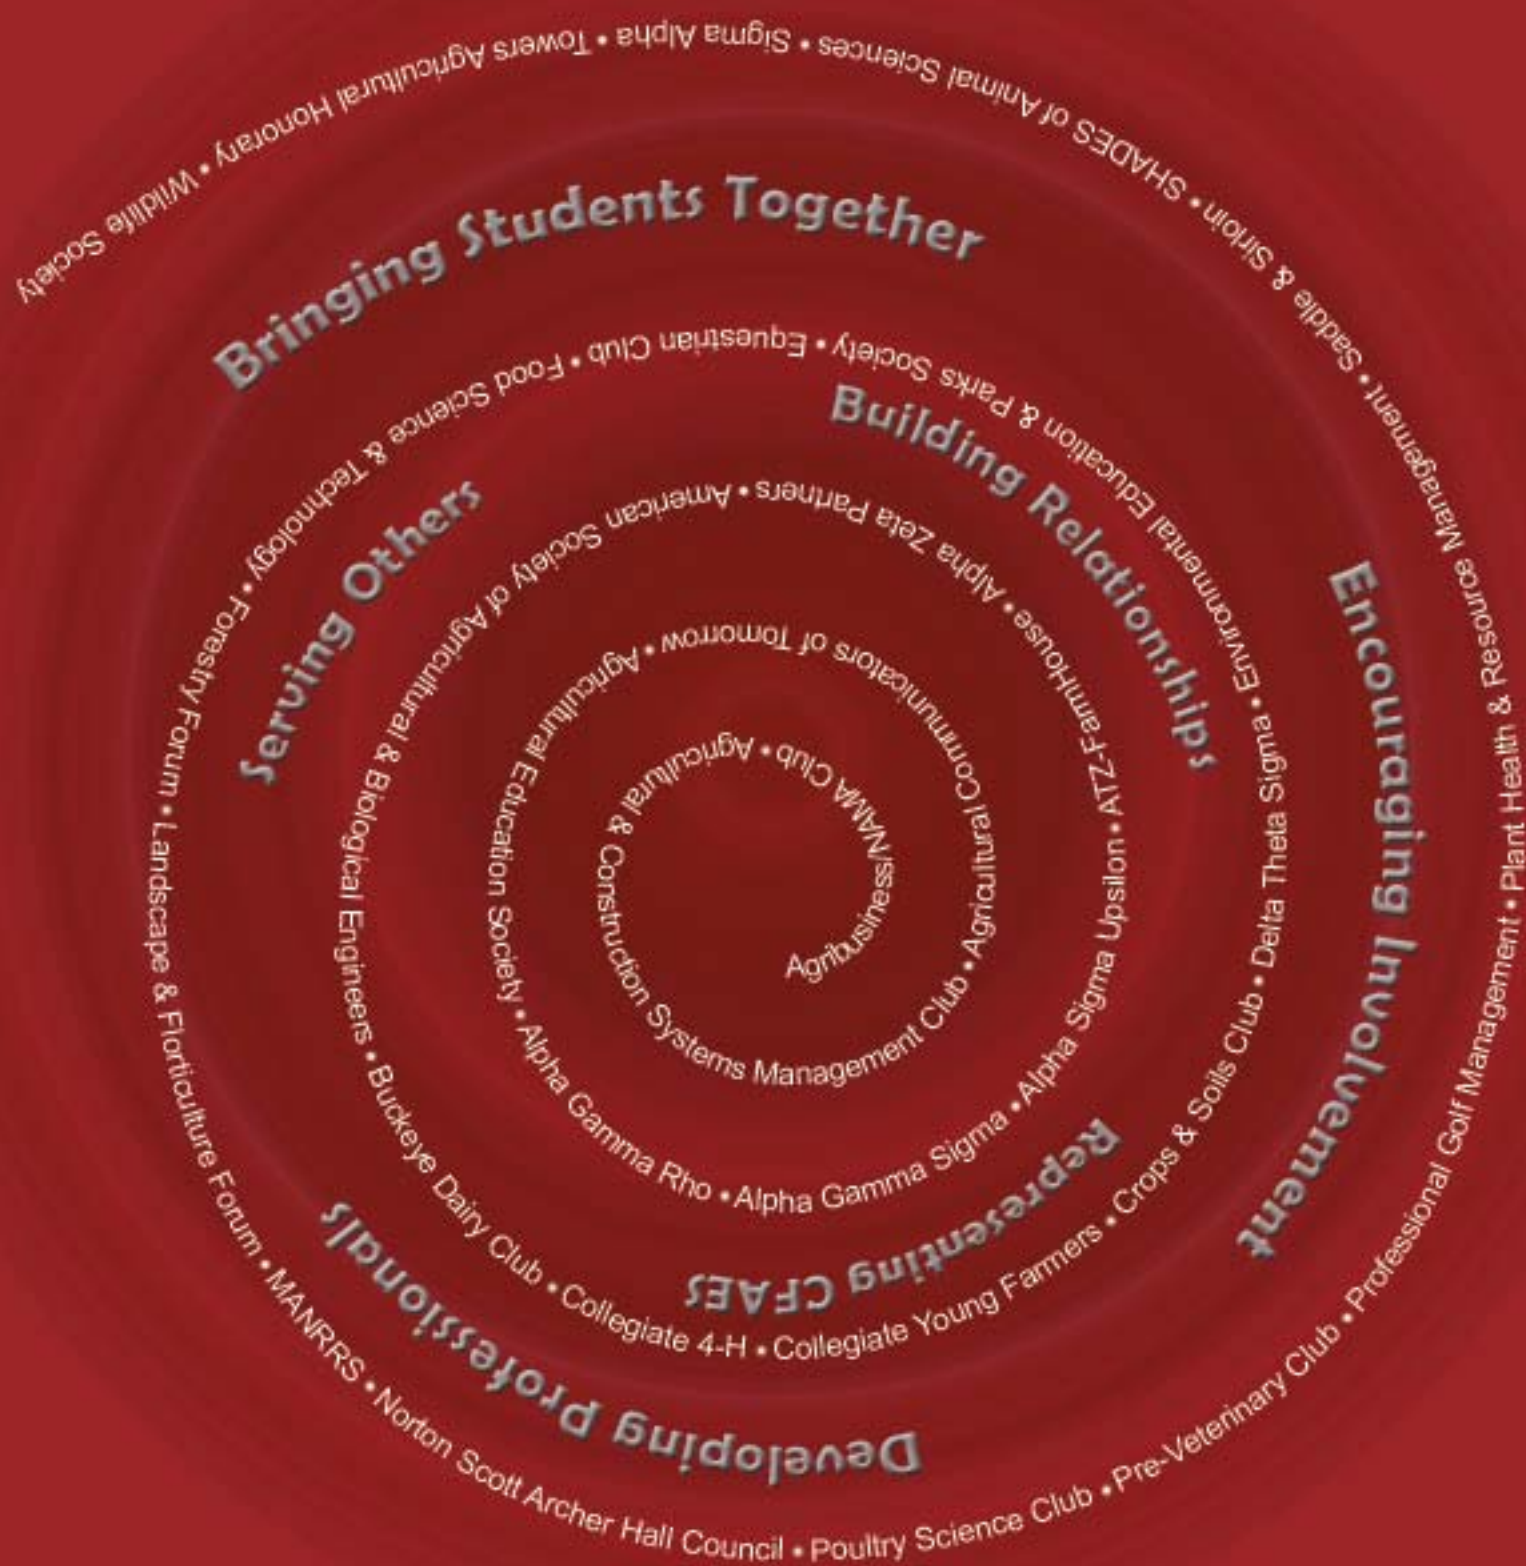 Agribusiness/NAMA Club • Agricultural & Construction Systems Management Club • Agricultural Communicators of Tomorrow • Agricultural Education Society • Alpha Gamma Rho • Alpha Gamma Sigma • Alpha Sigma Upsilon • ATZ-FarmHouse • Alpha Zeta Partners • American Society of Agricultural & Biological Engineers • Buckeye Dairy Club • Collegiate 4-H • Collegiate Young Farmers • Crops & Soils Club • Delta Theta Sigma • Environmental Education & Parks Society • Equestrian Club • Food Science & Technology • Forestry Forum • Landscape & Florticulture Forum • MANRRS • Norton Scott Archer Hall Council • Poultry Science Club • Pre-Veterinary Club • Professional Golf Management • Plant Health & Resource Management • Saddle & Sirloin • SHADES of Animal Sciences • Sigma Alpha • Towers Agricultural Honorary • Wildlife Society
Bringing Students Together
Building Relationships
Serving Others
Encouraging Involvement
Representing CFAES
Developing Professionals